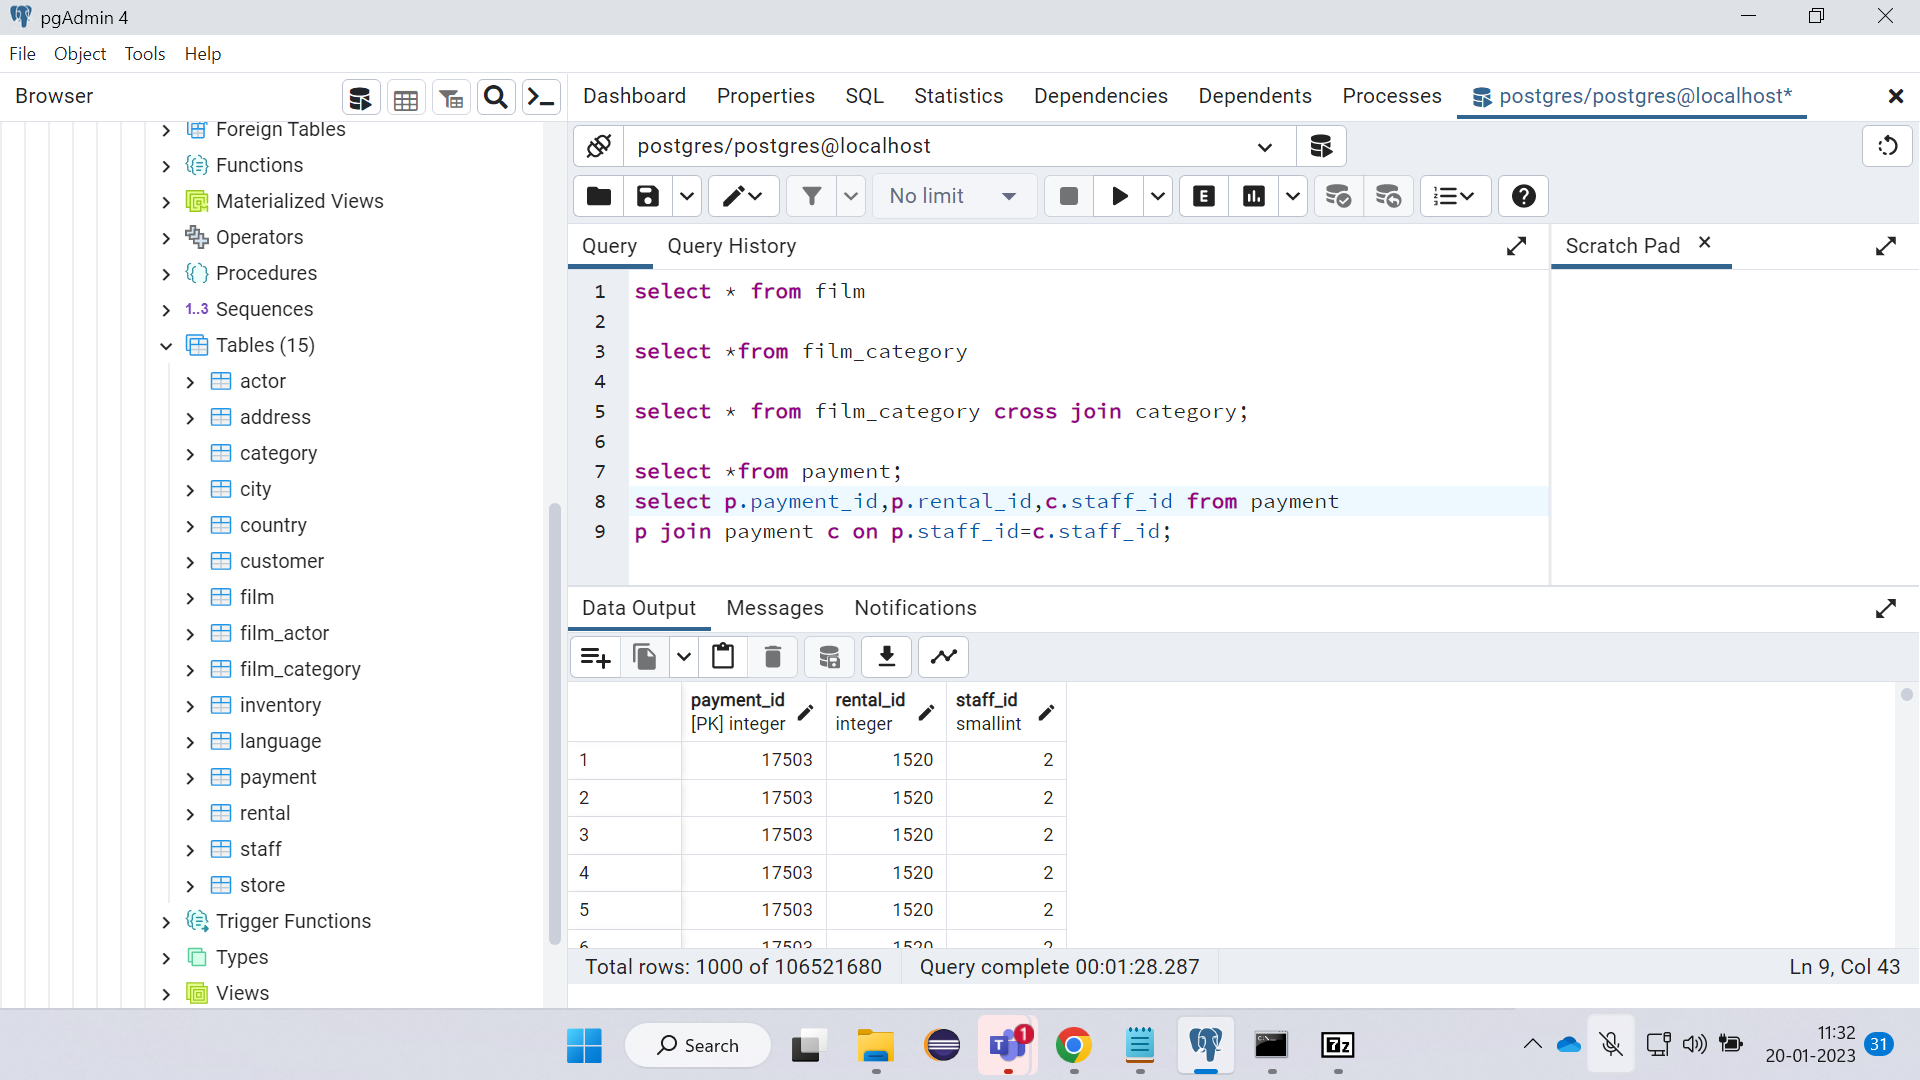 pgAdmin 4
File Object Tools Help
Browser
Dashboard Properties SQL Statistics Dependencies Dependents Processes postgres/postgres@localhost*
Foreign Tables
Functions
Materialized Views
Operators
Procedures
1..3 Sequences
Tables (15)
actor
address
category
city
country
customer
film
film_actor
film_category
inventory
language
payment
rental
staff
store
Trigger Functions
Types
Views
postgres/postgres@localhost
No limit
E
Query Query History
Scratch Pad
1 select * from film
2
3 select *from film_category
4
5 select * from film_category cross join category;
6
7 select *from payment;
8 select p.payment_id,p.rental_id,c.staff_id from payment
9 p join payment c on p.staff_id=c.staff_id;
Data Output Messages Notifications
payment_id rental_id staff_id
[PK] integer integer smallint
1 17503 1520 2
2 17503 1520 2
3 17503 1520 2
4 17503 1520 2
5 17503 1520 2
6 17503 1520 2
Total rows: 1000 of 106521680 Query complete 00:01:28.287 Ln 9, Col 43
Search
T
1
C:\
7z
11:32
20-01-2023
31